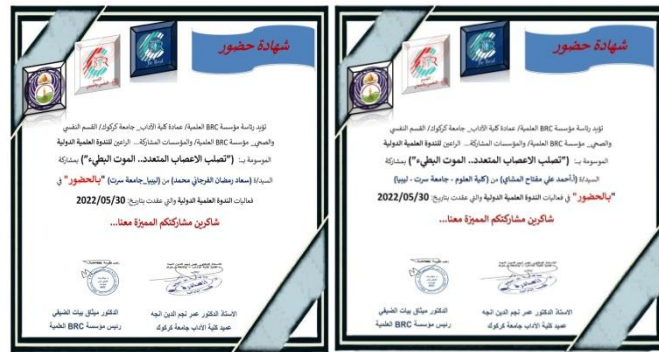 شهادة حضور
تؤيد رئاسة مؤسسة BRC العلمية/ عمادة كلية الآداب_ جامعة كركوك/ القسم النفسي
والصحي_ مؤسسة BRC العلمية/ والمؤسسات المشاركة... الراعين للندوة العلمية الدولية
الموسومة بـ: ("تصلب الاعصاب المتعدد.. الموت البطيء") بمشاركة
السيد/ة (سعاد رمضان الفرجاني محمد) من (ليبيا_جامعة سرت) "بالحضور" في
فعاليات الندوة العلمية الدولية والتي عقدت بتاريخ: 2022/05/30
شاكرين مشاركتكم المميزة معنا...
الاستاذ الدكتور عمر نجم الدين انجه
عميد كلية الآداب جامعة كركوك
الدكتور ميثاق بيات الضيفي
رئيس مؤسسة BRC العلمية
شهادة حضور
تؤيد رئاسة مؤسسة BRC العلمية/ عمادة كلية الآداب_ جامعة كركوك/ القسم النفسي
والصحي_ مؤسسة BRC العلمية/ والمؤسسات المشاركة... الراعين للندوة العلمية الدولية
الموسومة بـ: ("تصلب الاعصاب المتعدد.. الموت البطيء") بمشاركة
السيد/ة (أ.أحمد علي مفتاح المشاي) من (كلية العلوم - جامعة سرت - ليبيا)
"بالحضور" في فعاليات الندوة العلمية الدولية والتي عقدت بتاريخ: 2022/05/30
شاكرين مشاركتكم المميزة معنا...
الاستاذ الدكتور عمر نجم الدين انجه
عميد كلية الآداب جامعة كركوك
الدكتور ميثاق بيات الضيفي
رئيس مؤسسة BRC العلمية